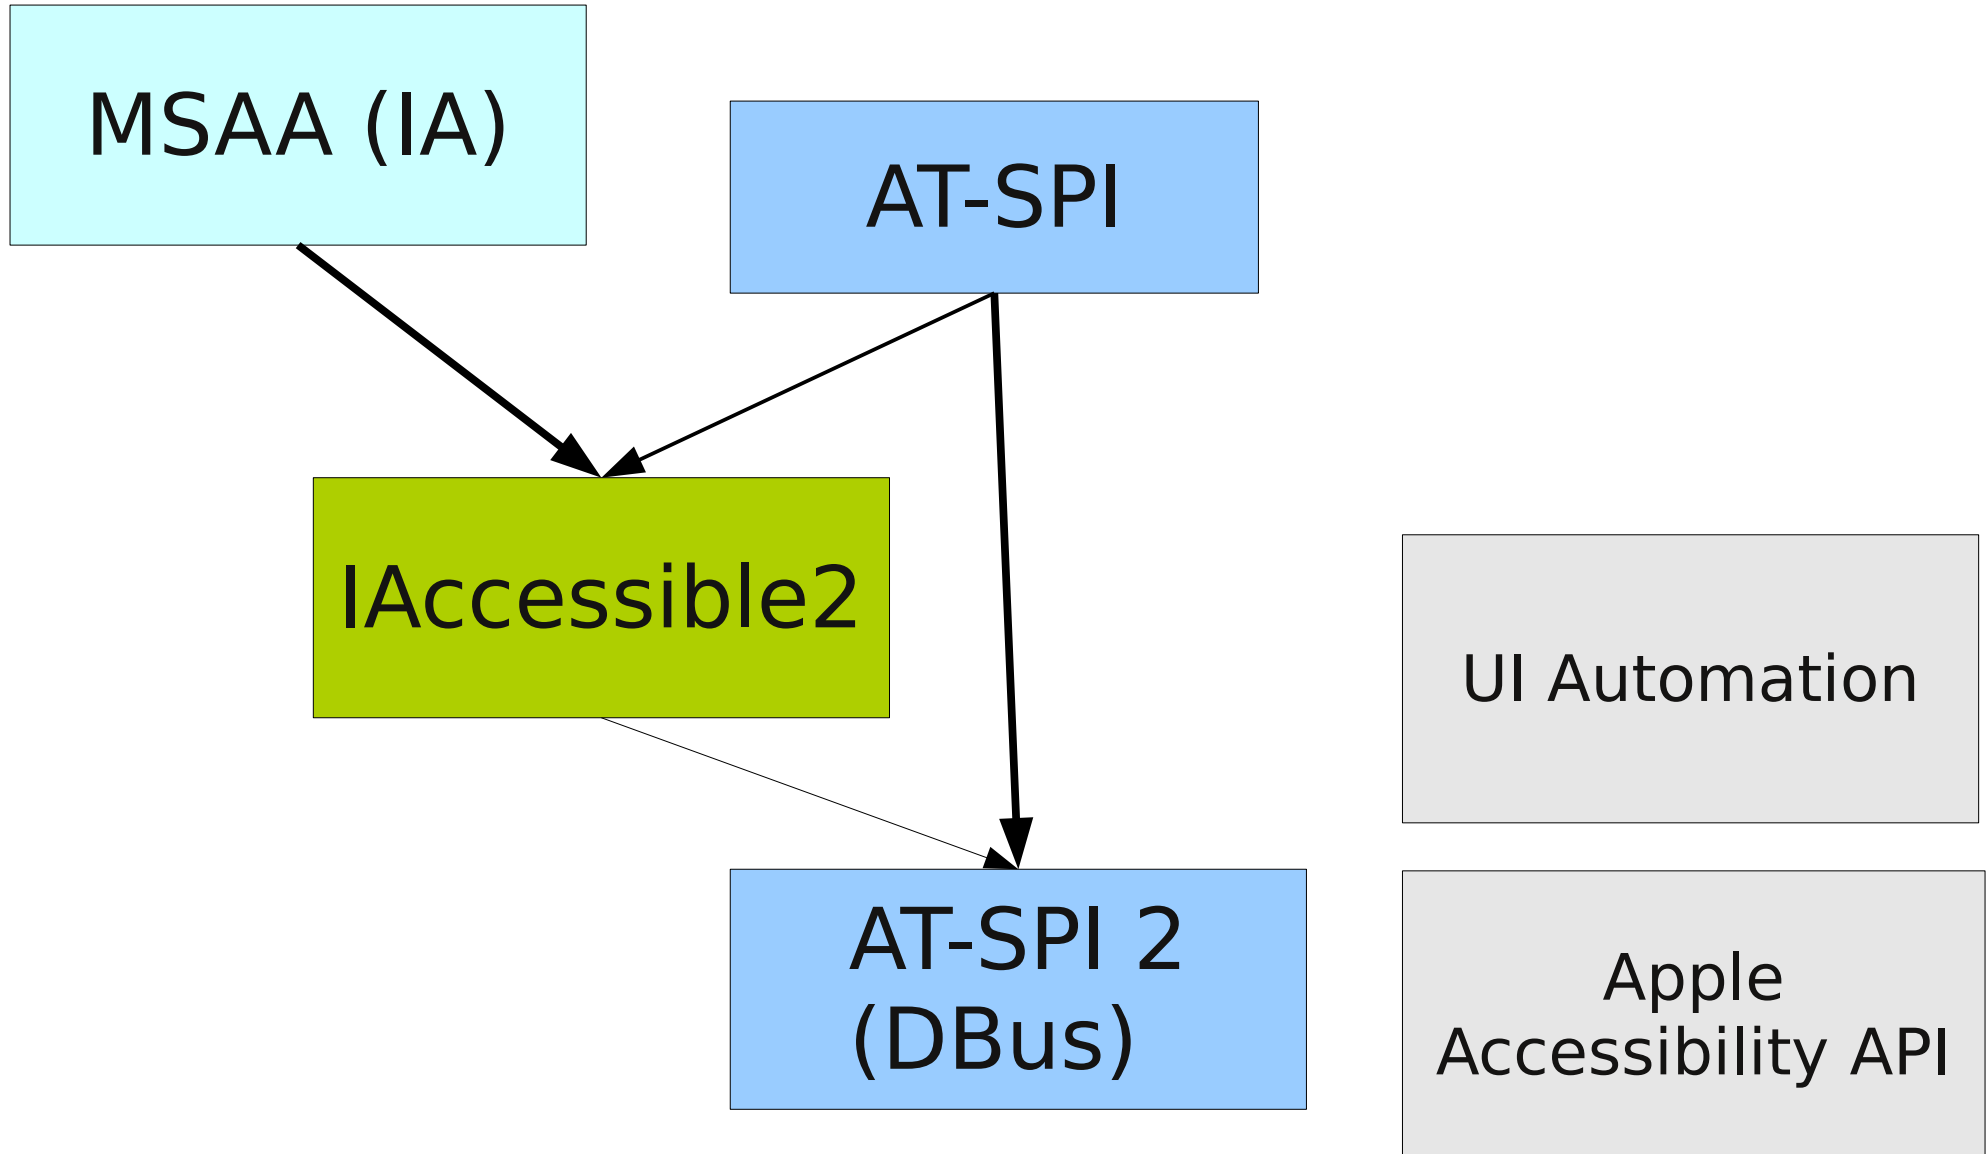 MSAA (IA)
AT-SPI
IAccessible2
UI Automation
AT-SPI 2
(DBus)
Apple
Accessibility API